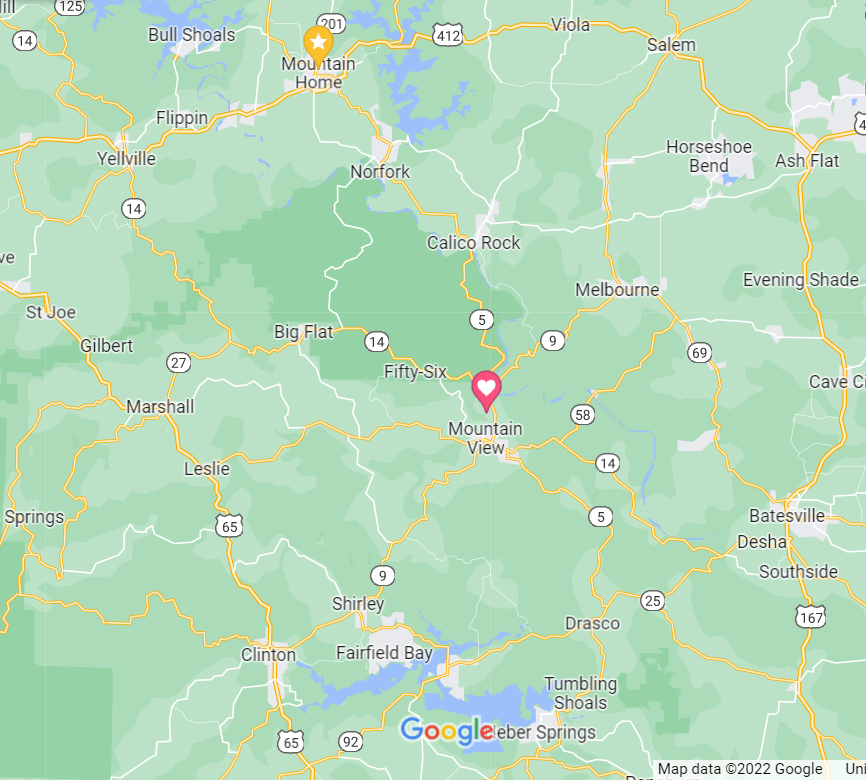 ill
125
201
14
Bull Shoals
412
Viola
Salem
Mountain
Home
Flippin
4
Yellville
Horseshoe
Bend
Ash Flat
Norfork
14
Calico Rock
ve
Evening Shade
Melbourne
St Joe
5
Big Flat
14
9
Gilbert
69
27
Fifty-Six
Cave Ci
Marshall
58
Mountain
View
Leslie
14
Springs
65
5
Batesville
Desha
Southside
9
25
Shirley
167
Drasco
Fairfield Bay
Clinton
Tumbling
Shoals
65
92
Google
eber Springs
Map data ©2022 Google
Uni